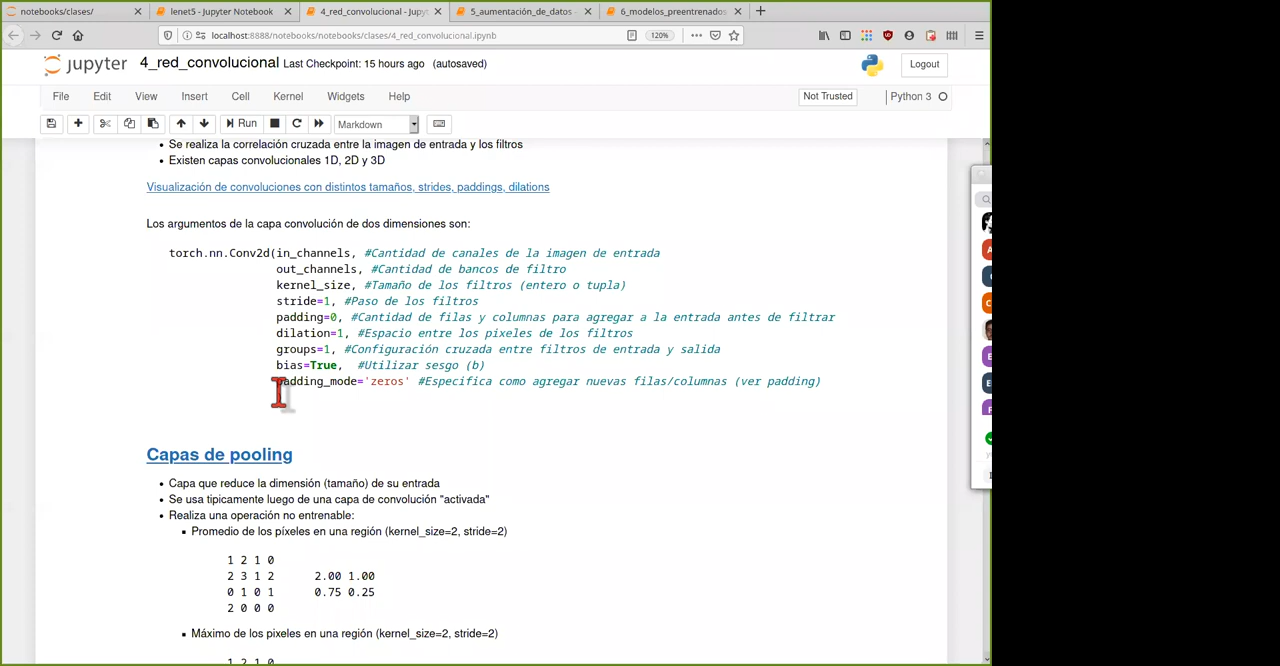 notebooks/clases/
lenet5 - Jupyter Notebook
4_red_convolucional - Jupyt
5_aumentación_de_datos -
6_modelos_preentrenados
localhost:8888/notebooks/notebooks/clases/4_red_convolucional.ipynb
120%
jupyter
4_red_convolucional Last Checkpoint: 15 hours ago (autosaved)
Logout
File Edit View Insert Cell Kernel Widgets Help
Not Trusted
Python 3
Run
Markdown
Se realiza la correlación cruzada entre la imagen de entrada y los filtros
Existen capas convolucionales 1D, 2D y 3D
Visualización de convoluciones con distintos tamaños, strides, paddings, dilations
Los argumentos de la capa convolución de dos dimensiones son:
torch.nn.Conv2d(in_channels, #Cantidad de canales de la imagen de entrada
out_channels, #Cantidad de bancos de filtro
kernel_size, #Tamaño de los filtros (entero o tupla)
stride=1, #Paso de los filtros
padding=0, #Cantidad de filas y columnas para agregar a la entrada antes de filtrar
dilation=1, #Espacio entre los pixeles de los filtros
groups=1, #Configuración cruzada entre filtros de entrada y salida
bias=True, #Utilizar sesgo (b)
padding_mode='zeros' #Especifica como agregar nuevas filas/columnas (ver padding)
Capas de pooling
Capa que reduce la dimensión (tamaño) de su entrada
Se usa tipicamente luego de una capa de convolución "activada"
Realiza una operación no entrenable:
Promedio de los píxeles en una región (kernel_size=2, stride=2)
1 2 1 0
2 3 1 2 2.00 1.00
0 1 0 1 0.75 0.25
2 0 0 0
Máximo de los pixeles en una región (kernel_size=2, stride=2)
1 2 1 0